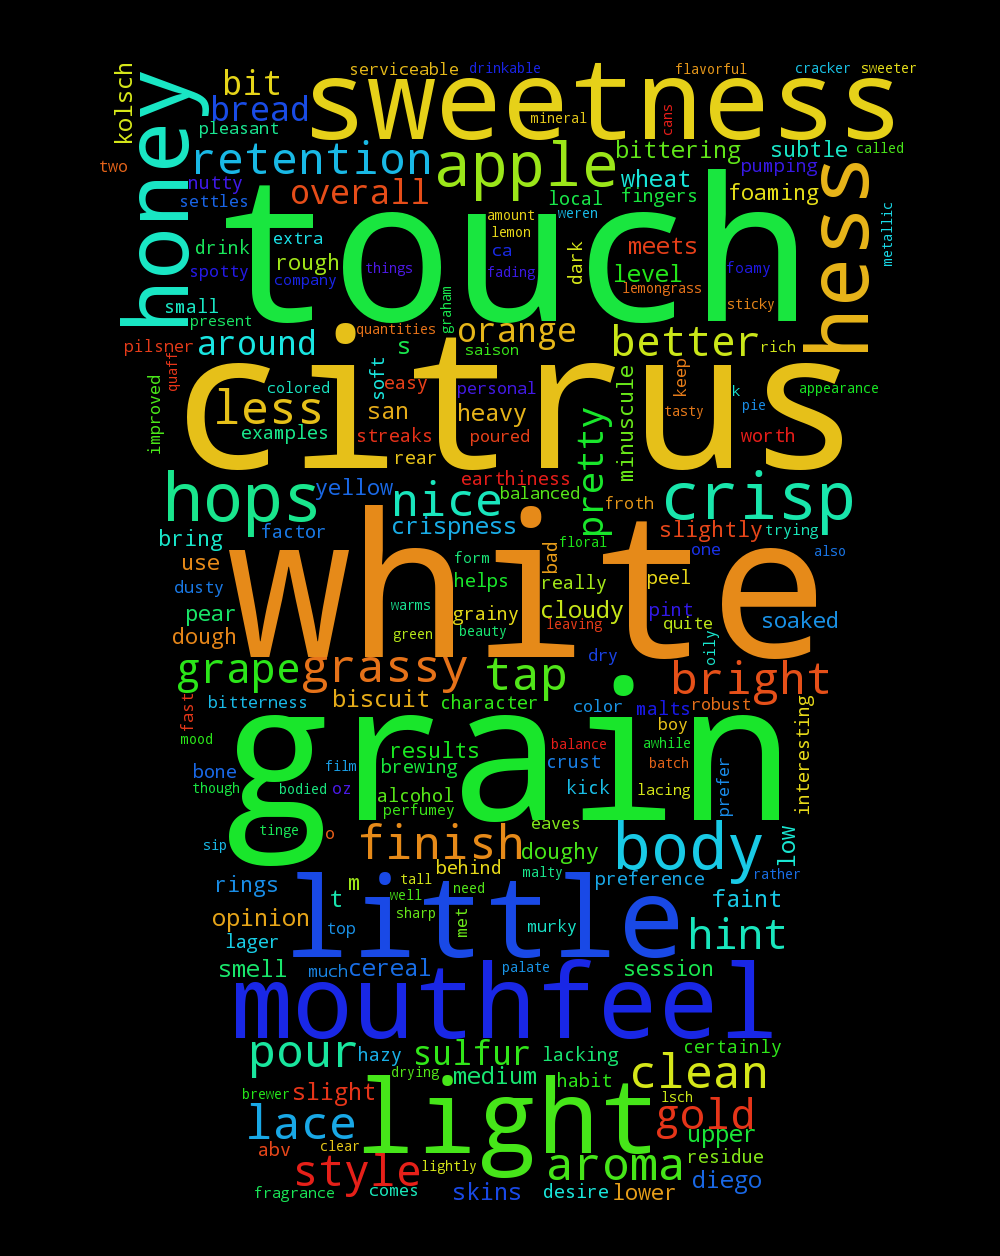 serviceable drinkable flavorful cracker sweeter
kolsch honey bit sweetness
bread mineral cans
pleasant
two retention apple bittering subtle called
nutty overall wheat pumping
settles local fingers foaming hess
touch amount weren metallic
lemon
drink extra rough ca dark meets
spotty company things fading level foamy
lemongrass
small graham sticky
present quantities orange
pilsner around s saison better rich
quaff soft
improved colored easy personal keep k appearance
less san heavy pretty minuscule tasty pie
citrus
examples streaks poured worth
rear
earthiness
hops yellow nice balanced froth crisp
bring factor crispness slightly trying
floral
use form bad one also
white
dusty helps really peel
pear warms grainy cloudy pint soaked
dough green beauty leaving quite oily
dry
grape grassy tap bright
fast bitterness biscuit character color malts robust
mood boy interesting
grain
results balance awhile
bone film brewing crust batch
though bodied oz alcohol kick lacing prefer
perfumey
tinge o eaves
sip finish doughy body low
behind malty rather
rings m tall need preference
little
t well faint
opinion top sharp met murky hint
lager
smell much cereal palate session
mouthfeel
pour hazy sulfur lacking certainly
drying medium habit clean
brewer slight lsch
light
lace gold
clear upper
abv style lightly aroma residue
fragrance comes skins desire lower diego